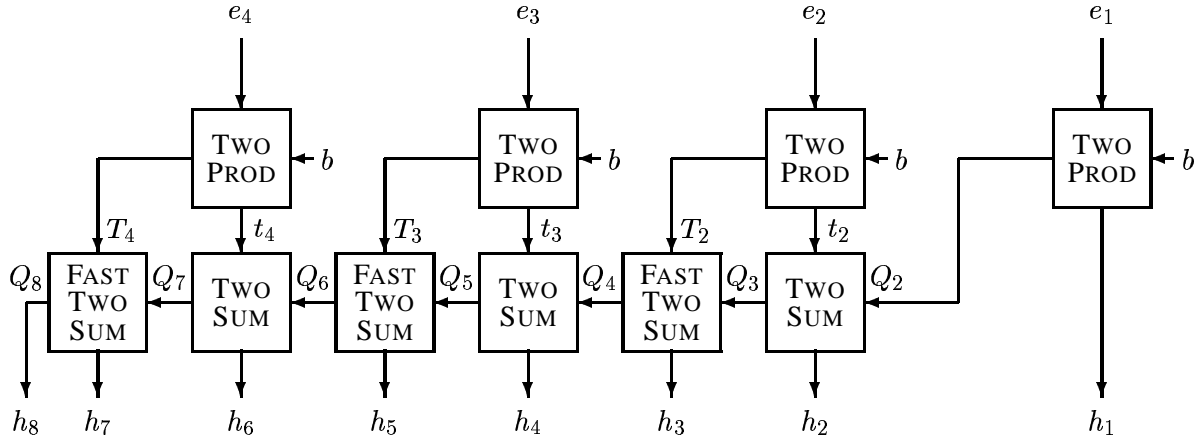 e₄ e₃ e₂ e₁
TWO TWO TWO TWO
PROD b PROD b PROD b PROD b
T₄ t₄ T₃ t₃ T₂ t₂
Q₈ FAST Q₇ TWO Q₆ FAST Q₅ TWO Q₄ FAST Q₃ TWO Q₂
TWO SUM TWO SUM TWO SUM
SUM SUM SUM
h₈ h₇ h₆ h₅ h₄ h₃ h₂ h₁